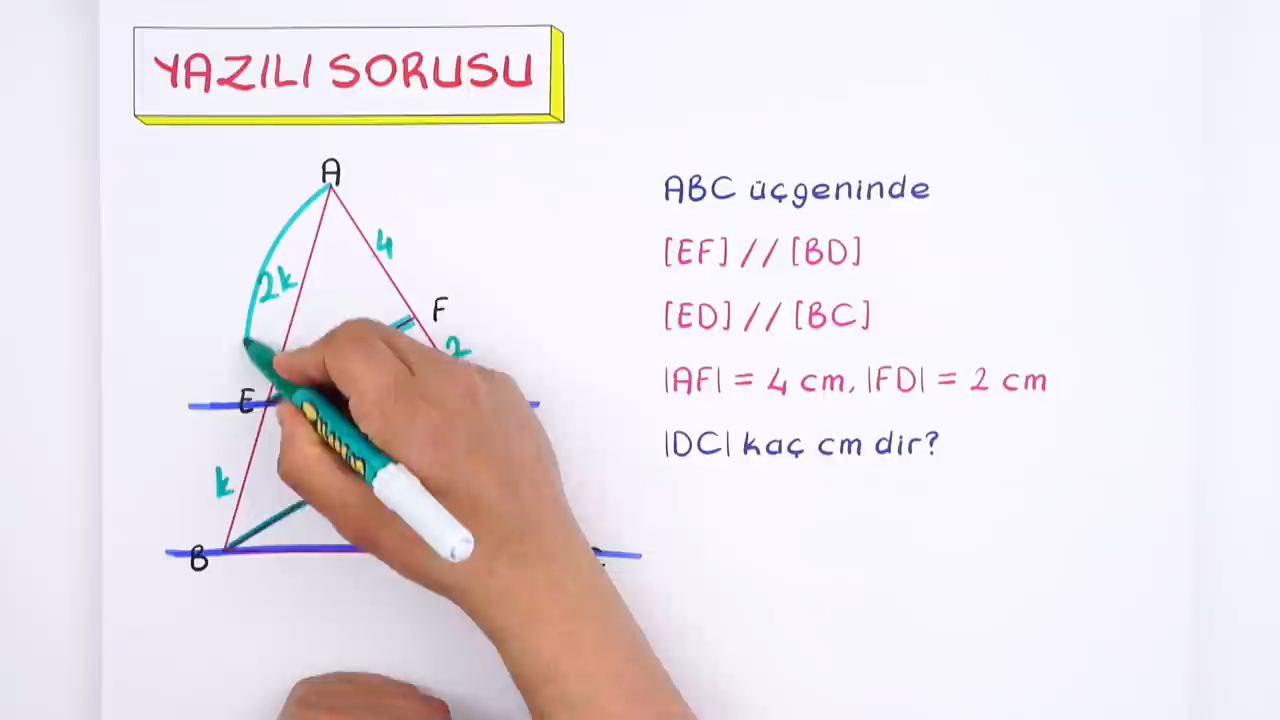 YAZILI SORUSU
A
4
2k
F
2
E
k
B
ABC üçgeninde
[EF] // [BD]
[ED] // [BC]
|AF| = 4 cm, |FD| = 2 cm
|DC| kaç cm dir?